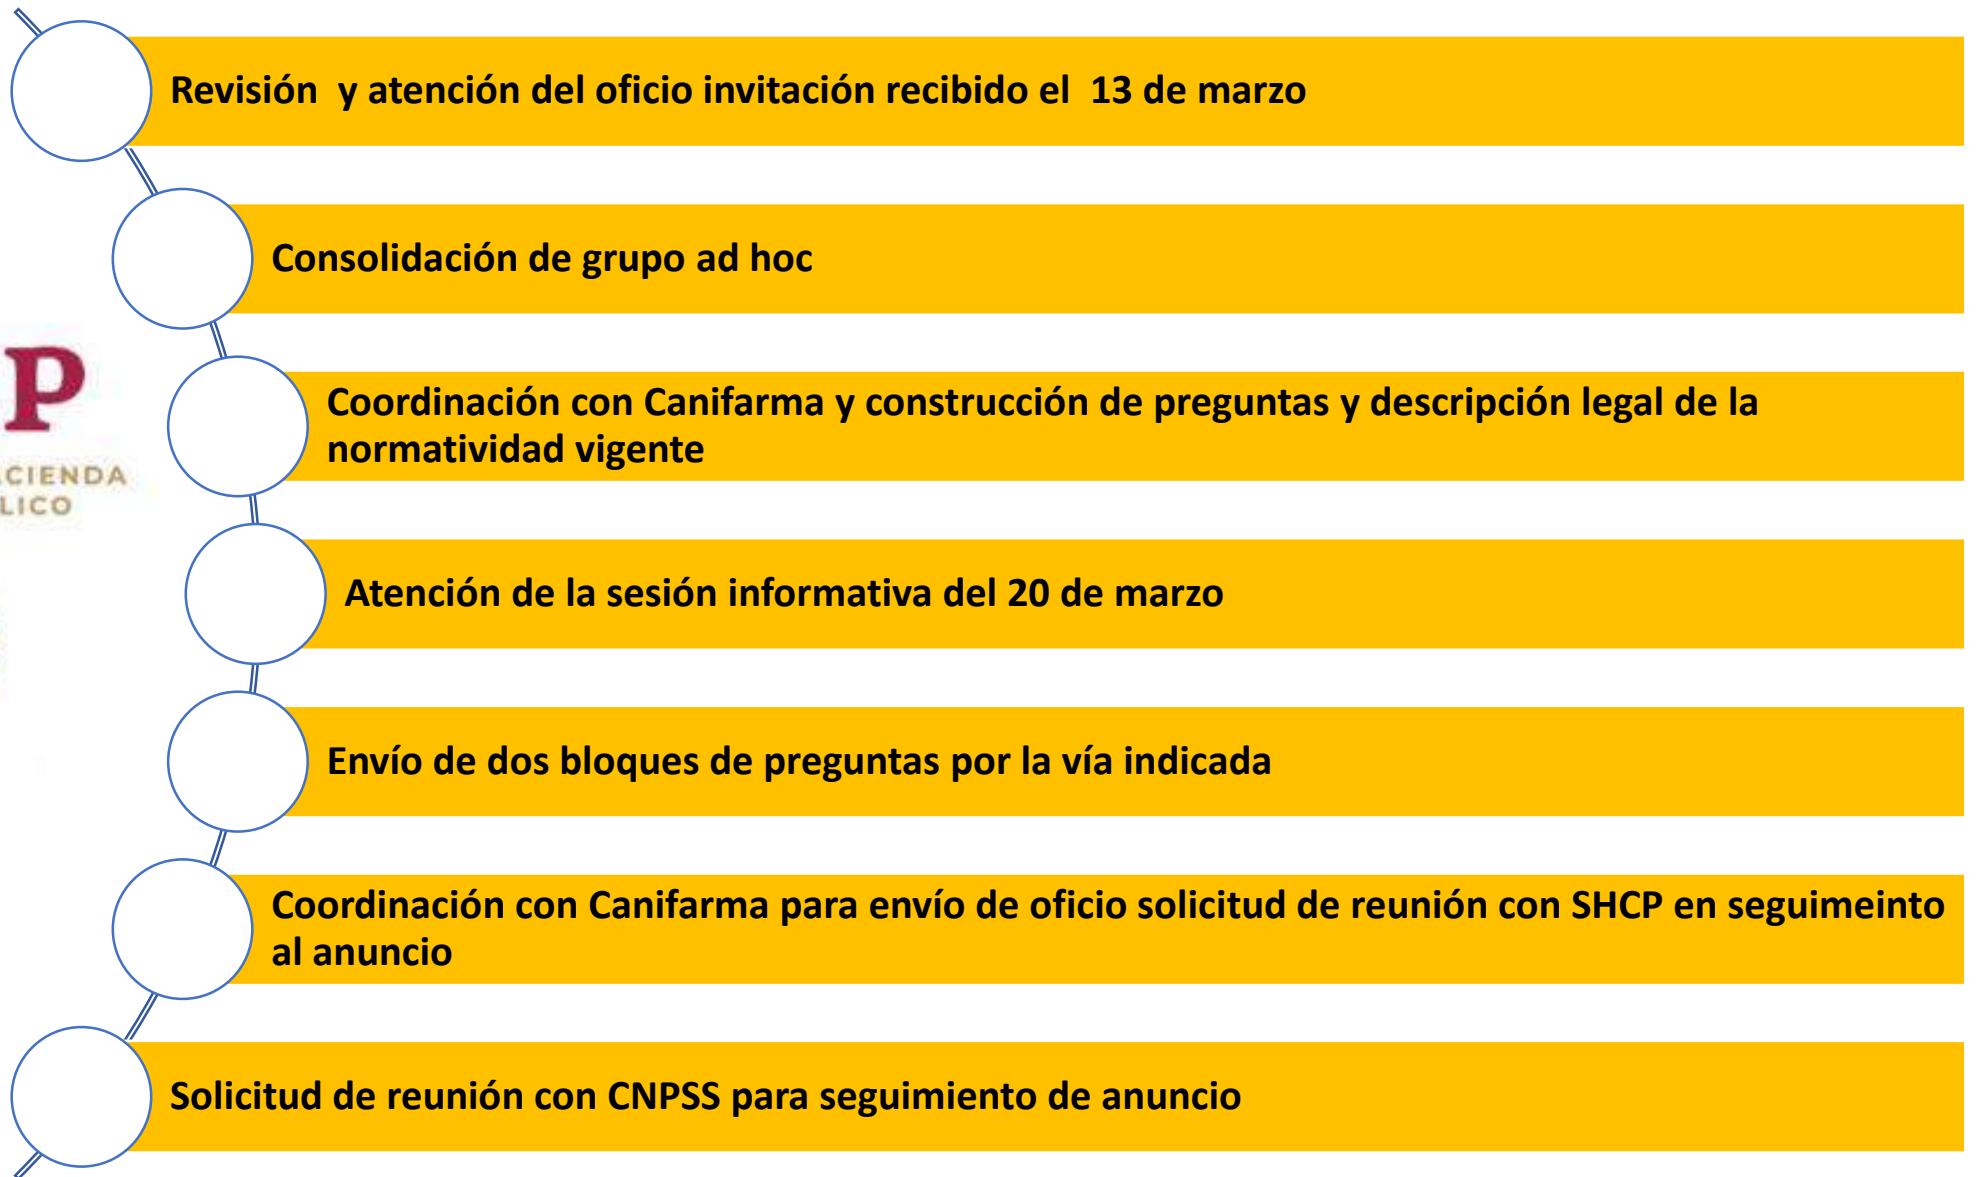 Revisión  y atención del oficio invitación recibido el  13 de marzo
Consolidación de grupo ad hoc
P
CIENDA
LICO
Coordinación con Canifarma y construcción de preguntas y descripción legal de la
normatividad vigente
Atención de la sesión informativa del 20 de marzo
Envío de dos bloques de preguntas por la vía indicada
Coordinación con Canifarma para envío de oficio solicitud de reunión con SHCP en seguimeinto
al anuncio
Solicitud de reunión con CNPSS para seguimiento de anuncio